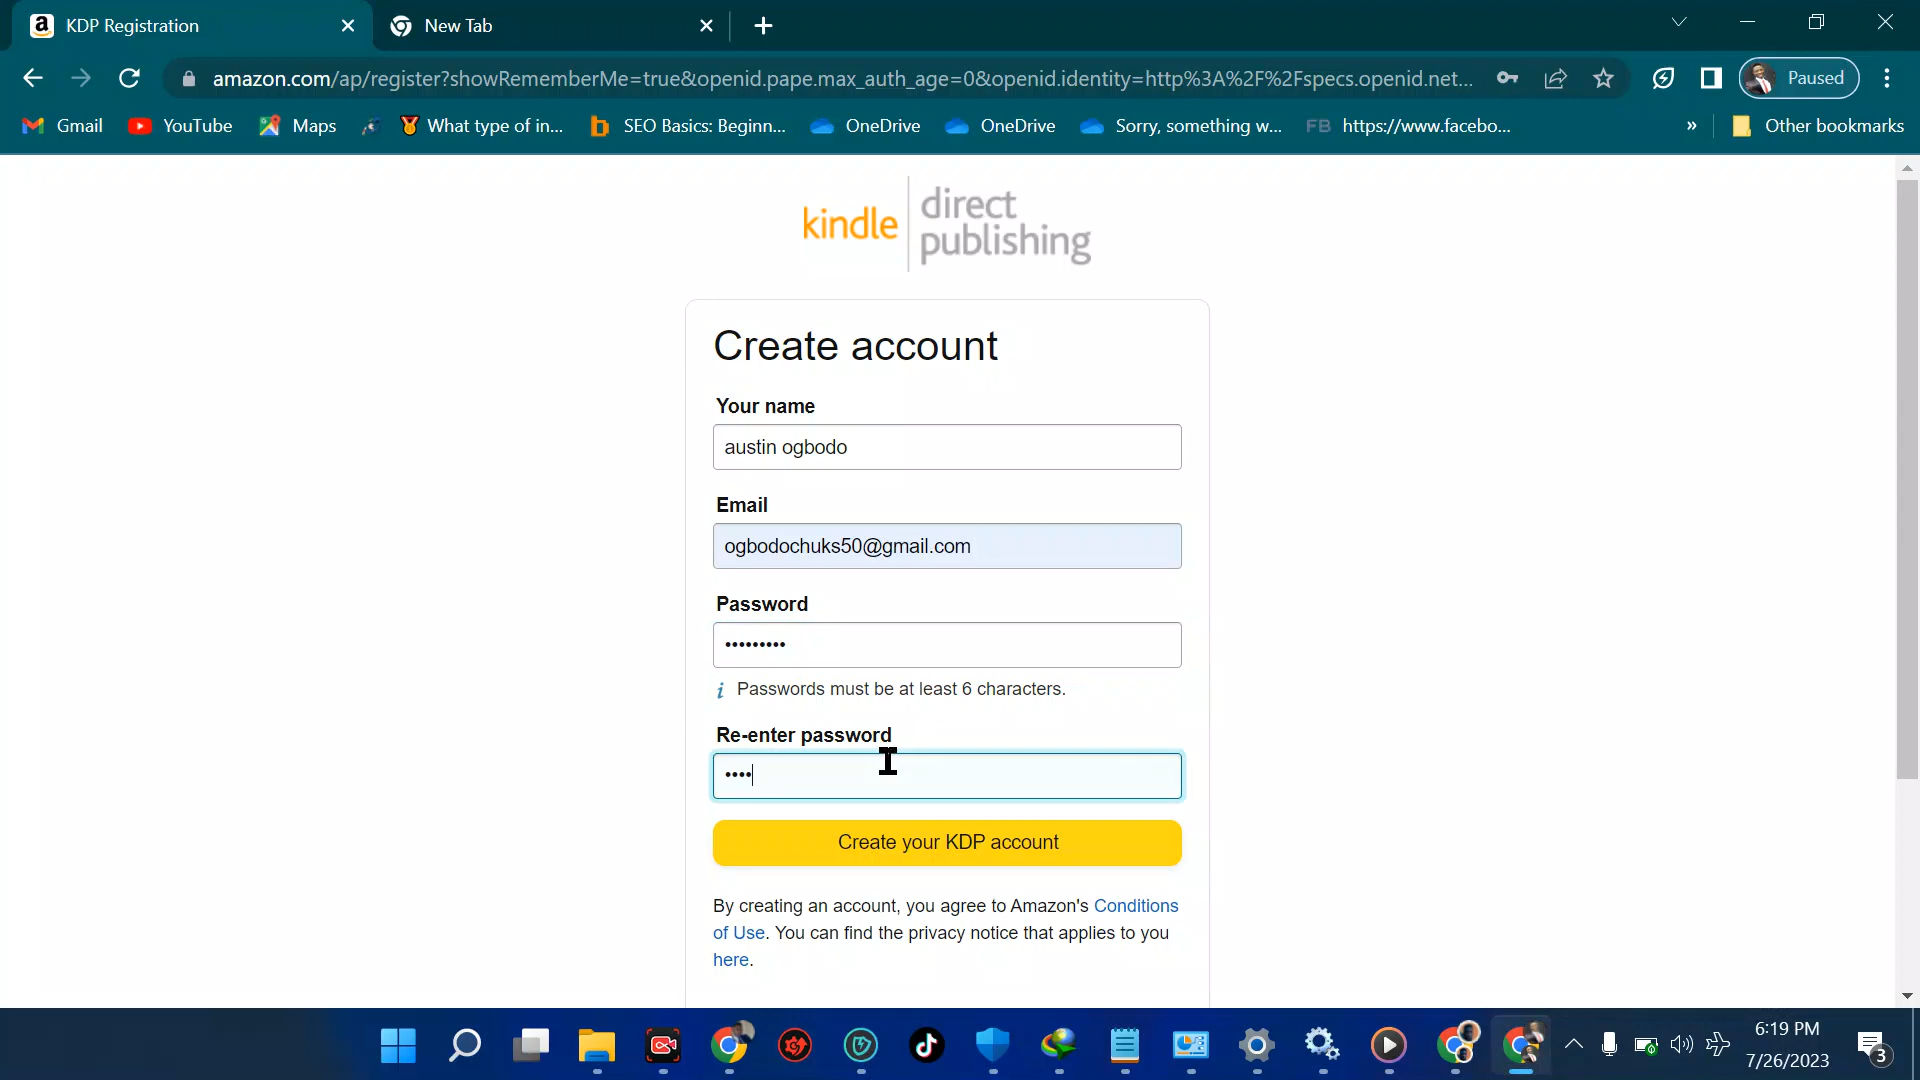 KDP Registration
New Tab
amazon.com/ap/register?showRememberMe=true&openid.pape.max_auth_age=0&openid.identity=http%3A%2F%2Fspecs.openid.net...
Paused
Gmail
YouTube
Maps
What type of in...
SEO Basics: Beginn...
OneDrive
OneDrive
Sorry, something w...
FB https://www.facebo...
»
Other bookmarks
kindle direct publishing
Create account
Your name
austin ogbodo
Email
ogbodochuks50@gmail.com
Password
•••••••••
i Passwords must be at least 6 characters.
Re-enter password
••••
Create your KDP account
By creating an account, you agree to Amazon's Conditions
of Use. You can find the privacy notice that applies to you
here.
6:19 PM
7/26/2023
3